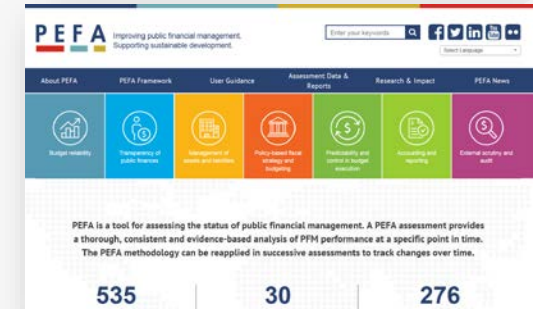 PEFA
Improving public financial management.
Supporting sustainable development.
Enter your keywords
Select Language
About PEFA
PEFA Framework
User Guidance
Assessment Data &
Reports
Research & Impact
PEFA News
Budget reliability
Transparency of
public finances
Management of
assets and liabilities
Policy-based fiscal
strategy and
budgeting
Predictability and
control in budget
execution
Accounting and
reporting
External scrutiny and
audit
PEFA is a tool for assessing the status of public financial management. A PEFA assessment provides
a thorough, consistent and evidence-based analysis of PFM performance at a specific point in time.
The PEFA methodology can be reapplied in successive assessments to track changes over time.
535
30
276